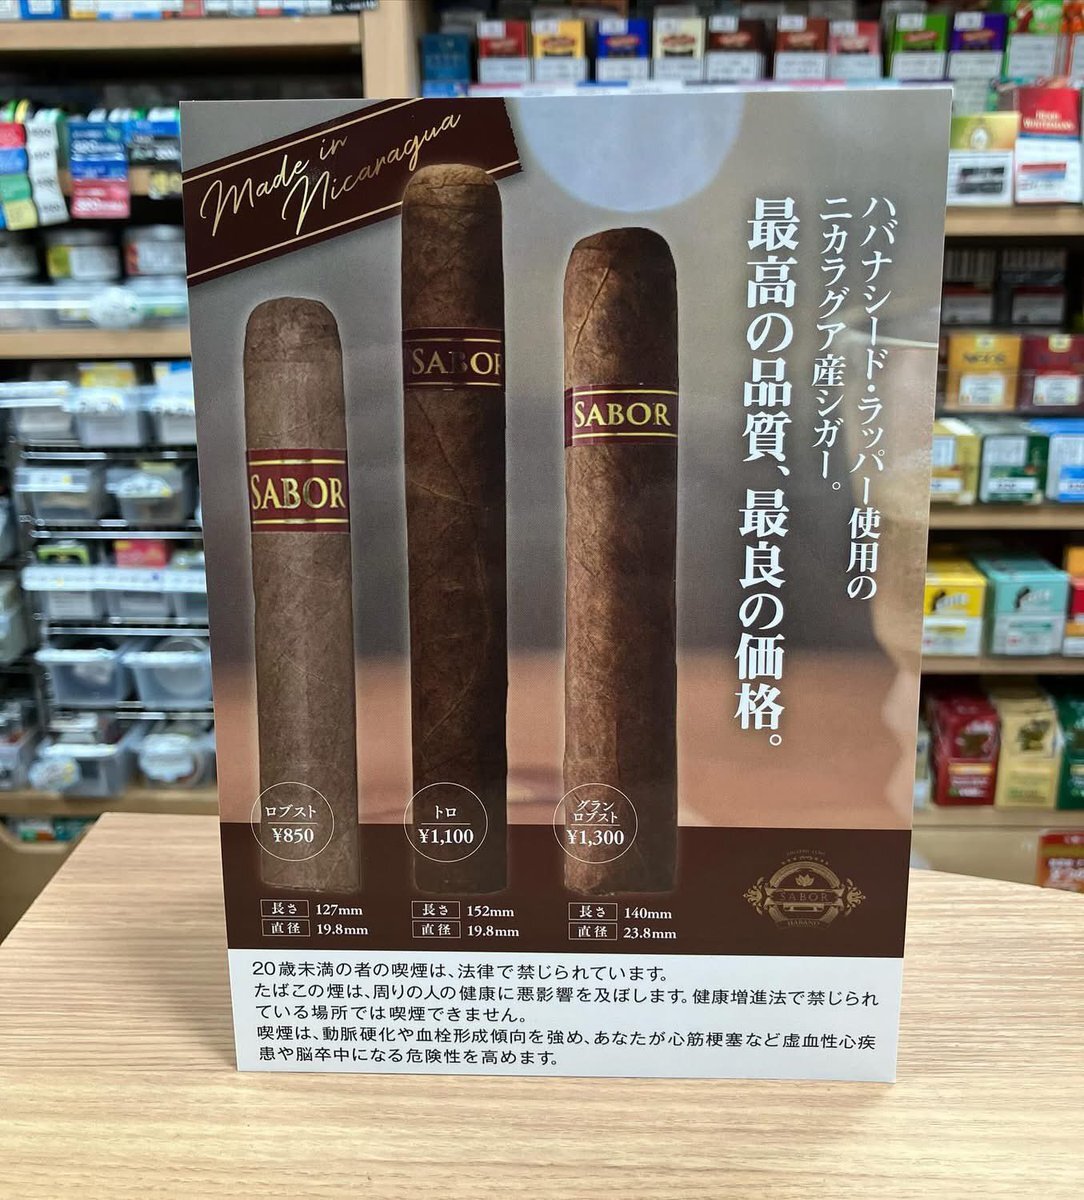 Made in
Nicaragua
ハバナシード・ラッパー使用の
ニカラグア産シガー。
最高の品質、最良の価格。
SABOR
SABOR
SABOR
ロブスト
¥850
長さ 127mm
直径 19.8mm
トロ
¥1,100
長さ 152mm
直径 19.8mm
グラン
ロブスト
¥1,300
長さ 140mm
直径 23.8mm
SABOR
HABANO
20歳未満の者の喫煙は、法律で禁じられています。
たばこの煙は、周りの人の健康に悪影響を及ぼします。健康増進法で禁じられ
ている場所では喫煙できません。
喫煙は、動脈硬化や血栓形成傾向を強め、あなたが心筋梗塞など虚血性心疾
患や脳卒中になる危険性を高めます。